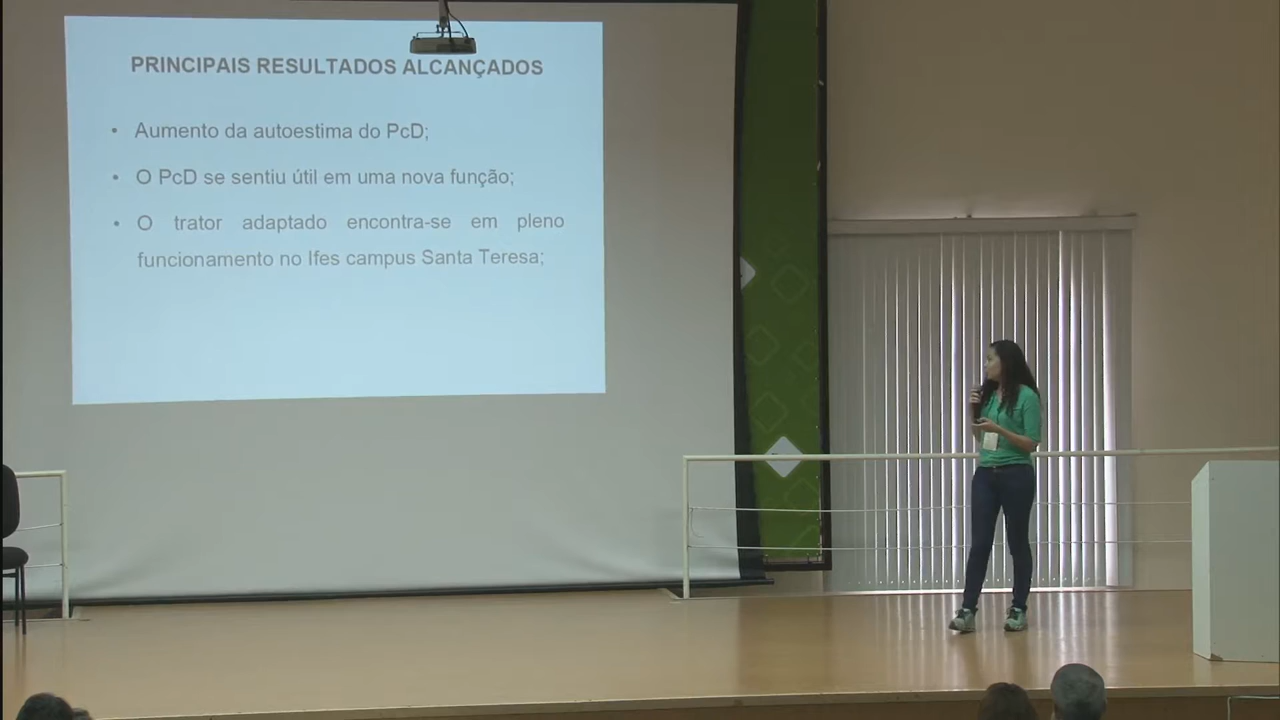 PRINCIPAIS RESULTADOS ALCANÇADOS
• Aumento da autoestima do PcD;
• O PcD se sentiu útil em uma nova função;
• O trator adaptado encontra-se em pleno
funcionamento no Ifes campus Santa Teresa;